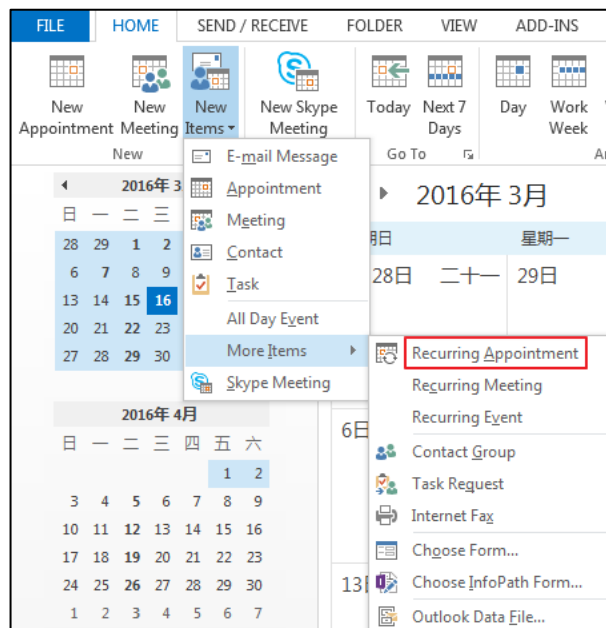 FILE HOME SEND / RECEIVE FOLDER VIEW ADD-INS
New Appointment
New Meeting
New Items
New Skype Meeting
Today
Next 7 Days
Day
Work Week
New
Go To
E-mail Message
Appointment
Meeting
Contact
Task
All Day Event
More Items
Skype Meeting
Recurring Appointment
Recurring Meeting
Recurring Event
Contact Group
Task Request
Internet Fax
Choose Form...
Choose InfoPath Form...
Outlook Data File...
2016年 3
日 一 二 三
28 29 1 2
6 7 8 9
13 14 15 16
20 21 22 23
27 28 29 30
2016年 4月
日 一 二 三 四 五 六
1 2
3 4 5 6 7 8 9
10 11 12 13 14 15 16
17 18 19 20 21 22 23
24 25 26 27 28 29 30
1 2 3 4 5 6 7
2016年 3月
期日 星期一
28日 二十一 29日
6日
13